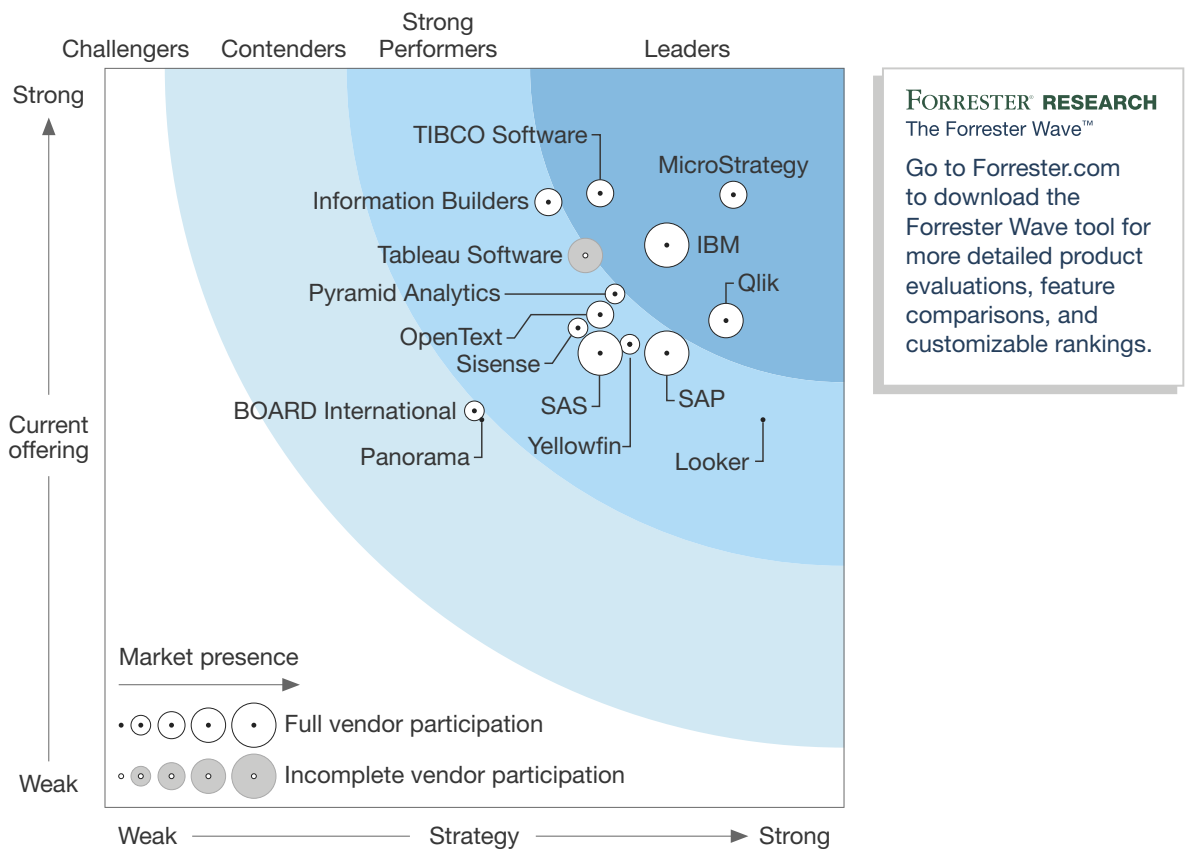 Challengers
Contenders
Strong
Performers
Leaders
Strong
Current
offering
Weak
TIBCO Software
MicroStrategy
Information Builders
IBM
Tableau Software
Qlik
Pyramid Analytics
OpenText
Sisense
SAS
SAP
BOARD International
Yellowfin
Panorama
Looker
Market presence
Full vendor participation
Incomplete vendor participation
Weak
Strategy
Strong
FORRESTER® RESEARCH
The Forrester Wave™
Go to Forrester.com
to download the
Forrester Wave tool for
more detailed product
evaluations, feature
comparisons, and
customizable rankings.